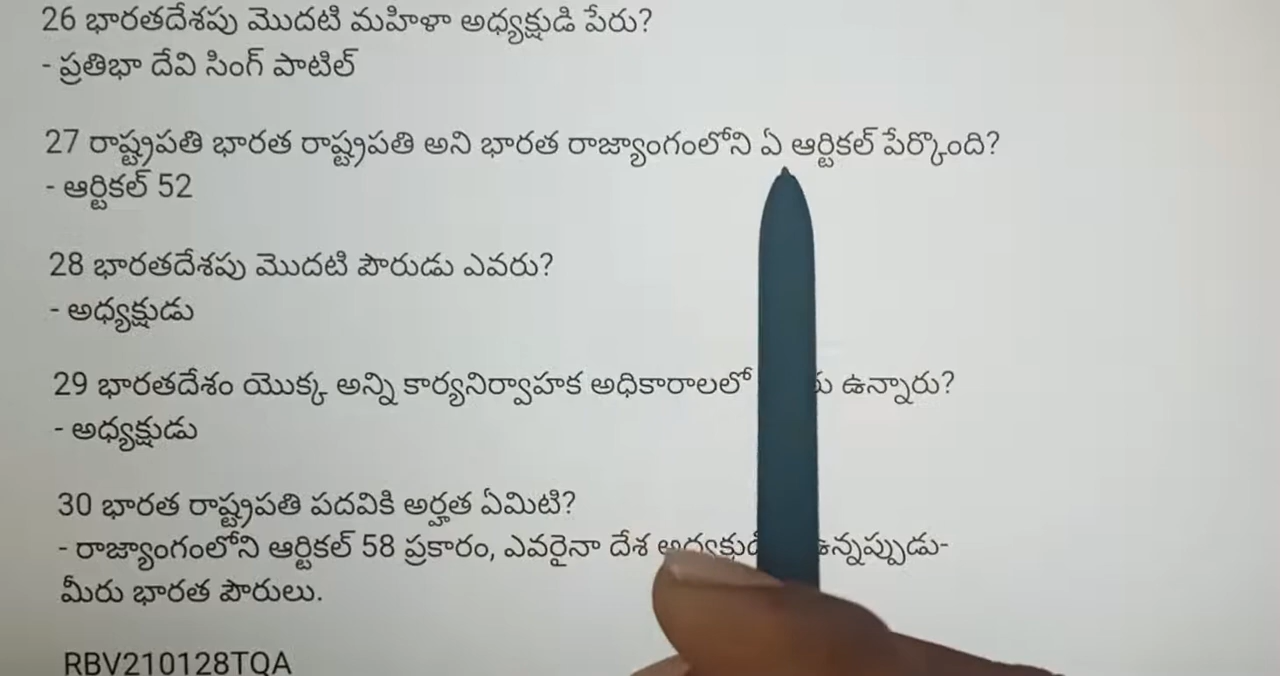 26 భారతదేశపు మొదటి మహిళా అధ్యక్షుడి పేరు?
- ప్రతిభా దేవి సింగ్ పాటిల్
27 రాష్ట్రపతి భారత రాష్ట్రపతి అని భారత రాజ్యాంగంలోని ఏ ఆర్టికల్ పేర్కొంది?
- ఆర్టికల్ 52
28 భారతదేశపు మొదటి పౌరుడు ఎవరు?
- అధ్యక్షుడు
29 భారతదేశం యొక్క అన్ని కార్యనిర్వాహక అధికారాలలో ఉన్నారు?
- అధ్యక్షుడు
30 భారత రాష్ట్రపతి పదవికి అర్హత ఏమిటి?
- రాజ్యాంగంలోని ఆర్టికల్ 58 ప్రకారం, ఎవరైనా దేశ ఉన్నప్పుడు-
మీరు భారత పౌరులు.
RBV210128TQA